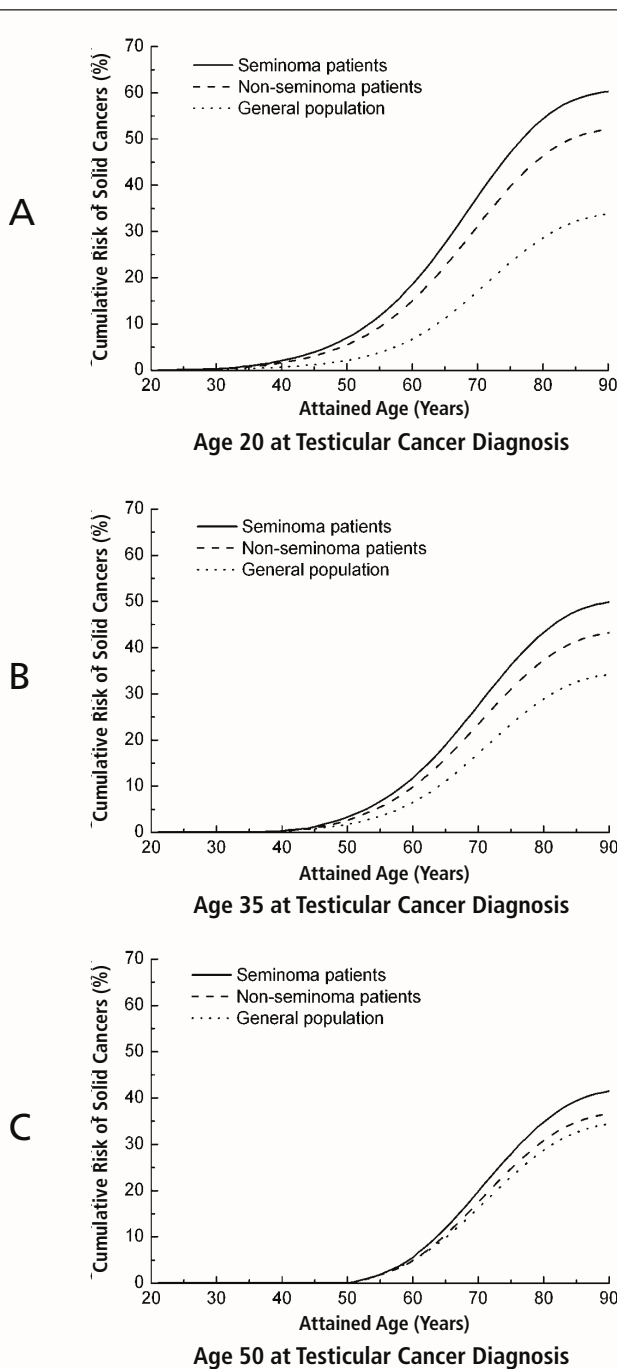 A
Cumulative Risk of Solid Cancers (%)
70
60
50
40
30
20
10
0
Seminoma patients
Non-seminoma patients
General population
20 30 40 50 60 70 80 90
Attained Age (Years)
Age 20 at Testicular Cancer Diagnosis
B
Cumulative Risk of Solid Cancers (%)
70
60
50
40
30
20
10
0
Seminoma patients
Non-seminoma patients
General population
20 30 40 50 60 70 80 90
Attained Age (Years)
Age 35 at Testicular Cancer Diagnosis
C
Cumulative Risk of Solid Cancers (%)
70
60
50
40
30
20
10
0
Seminoma patients
Non-seminoma patients
General population
20 30 40 50 60 70 80 90
Attained Age (Years)
Age 50 at Testicular Cancer Diagnosis